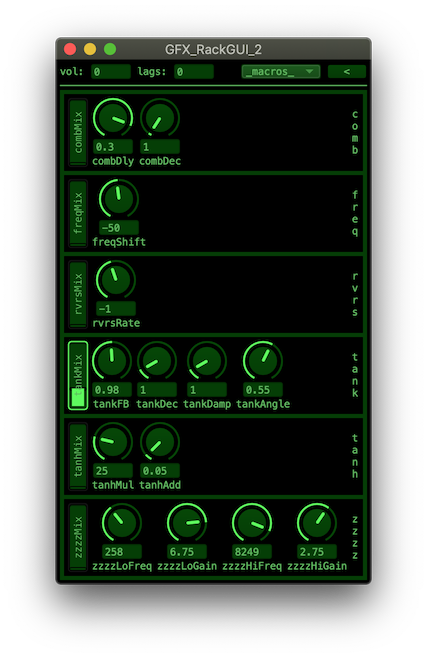 GFX_RackGUI_2
vol: 0 lags: 0 _macros_ <
combMix 0.3 1 comb
combDly combDec
freqMix -50 freq
freqShift
rvrsMix -1 rvrs
rvrsRate
tankMix 0.98 1 1 0.55 tank
tankFB tankDec tankDamp tankAngle
tanhMix 25 0.05 tanh
tanhMul tanhAdd
zzzzMix 258 6.75 8249 2.75 zzzz
zzzzLoFreq zzzzLoGain zzzzHiFreq zzzzHiGain